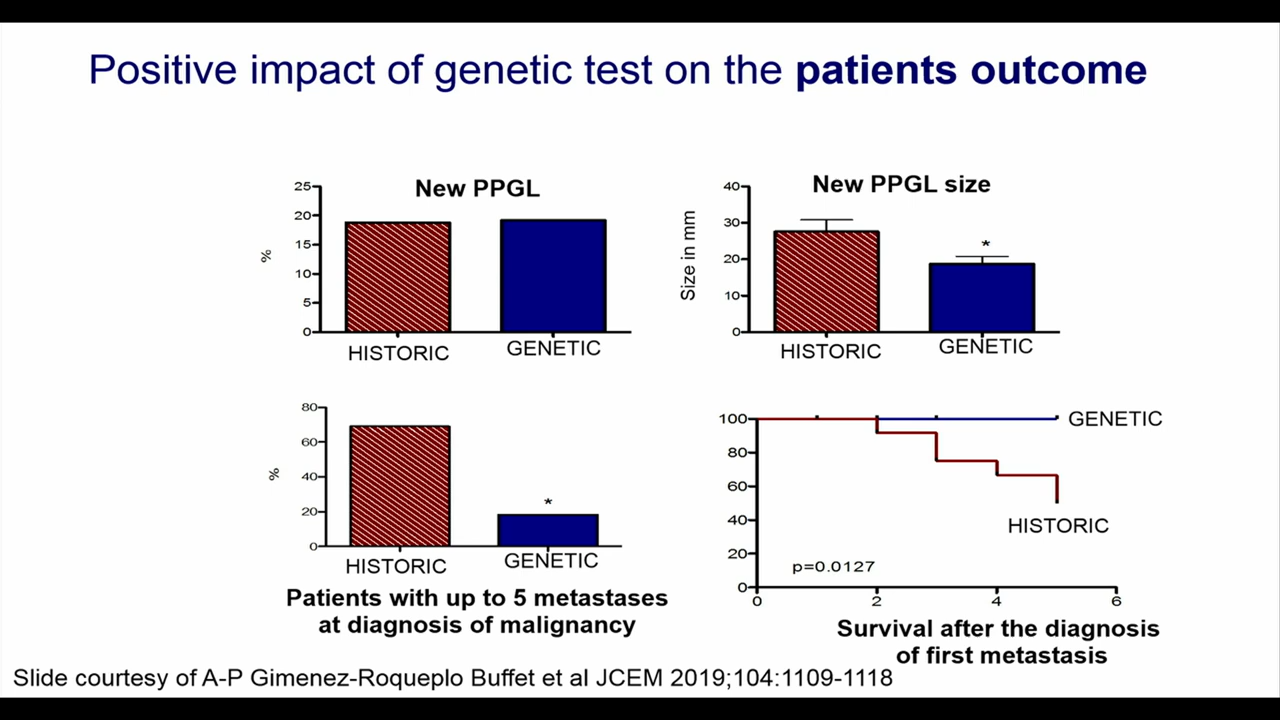 Positive impact of genetic test on the patients outcome
New PPGL
25
20
15
10
5
0
%
HISTORIC
GENETIC
New PPGL size
40
30
20
10
0
Size in mm
*
HISTORIC
GENETIC
80
60
40
20
0
%
*
HISTORIC
GENETIC
Patients with up to 5 metastases
at diagnosis of malignancy
100
80
60
40
20
0
GENETIC
HISTORIC
p=0.0127
0 2 4 6
Survival after the diagnosis
of first metastasis
Slide courtesy of A-P Gimenez-Roqueplo Buffet et al JCEM 2019;104:1109-1118